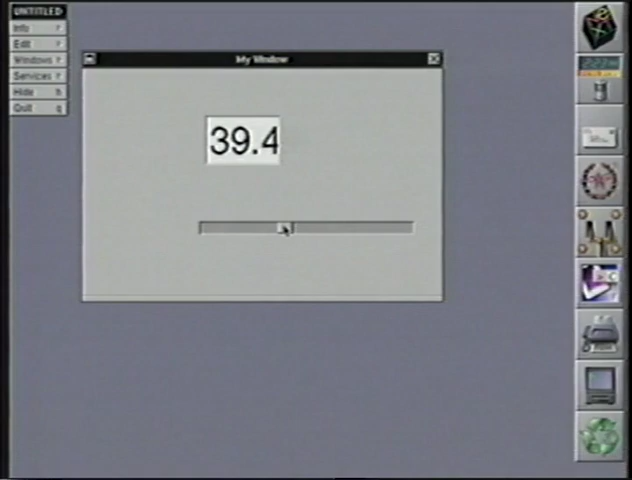 UNTITLED
Info
Edit
Windows
Services
Hide h
Quit q
My Window
39.4